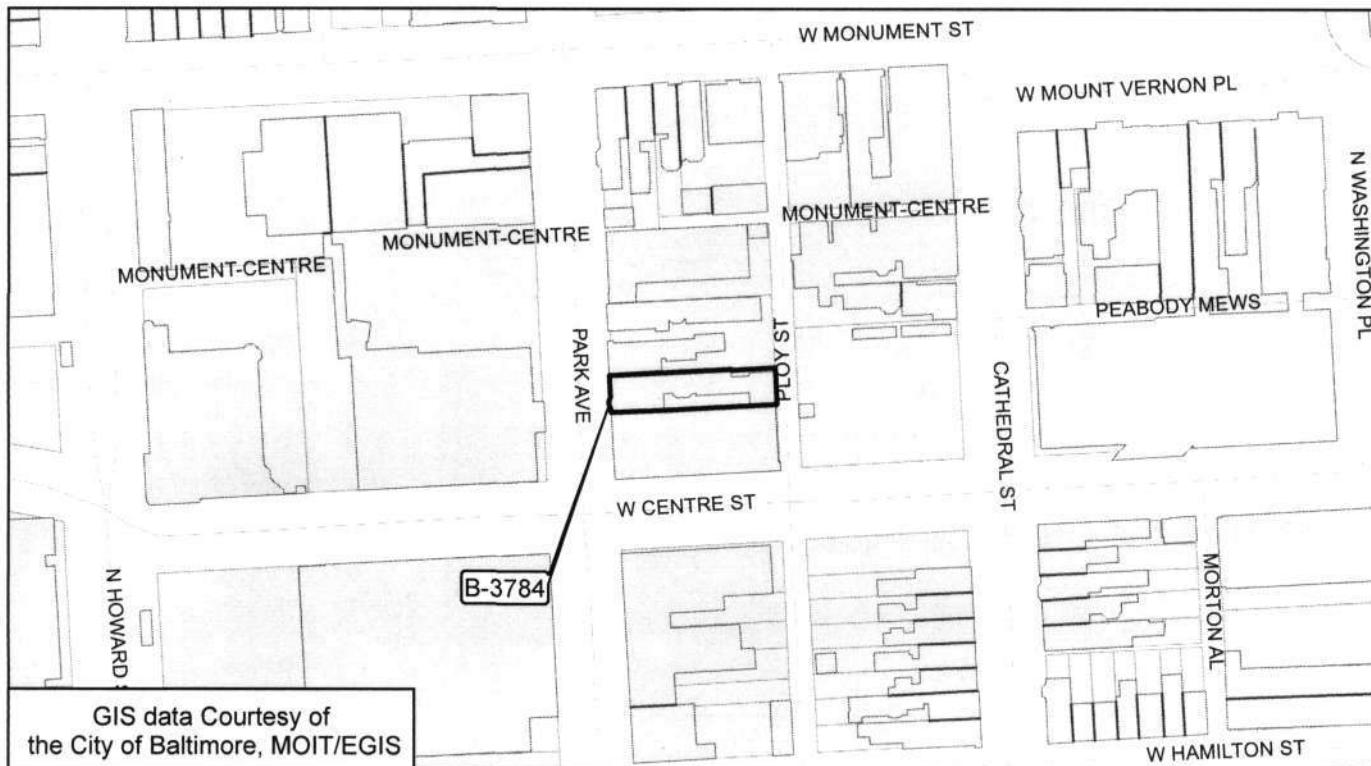 W MONUMENT ST
W MOUNT VERNON PL
N WASHINGTON PL
MONUMENT-CENTRE
MONUMENT-CENTRE
MONUMENT-CENTRE
PEABODY MEWS
PARK AVE
PLOY ST
CATHEDRAL ST
W CENTRE ST
B-3784
N HOWARD
MORTON AL
GIS data Courtesy of
the City of Baltimore, MOIT/EGIS
W HAMILTON ST